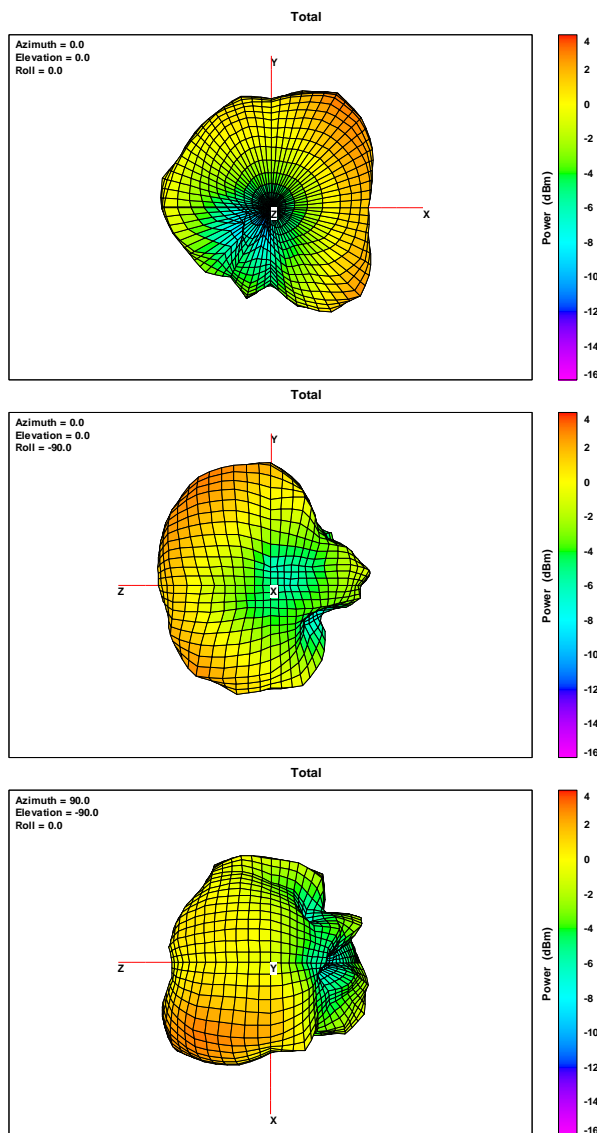 Total
Azimuth = 0.0
Elevation = 0.0
Roll = 0.0
Y
Z
X
Power (dBm)
4
2
0
-2
-4
-6
-8
-10
-12
-14
-16
Total
Azimuth = 0.0
Elevation = 0.0
Roll = -90.0
Y
Z
X
Power (dBm)
4
2
0
-2
-4
-6
-8
-10
-12
-14
-16
Total
Azimuth = 90.0
Elevation = -90.0
Roll = 0.0
Z
Y
X
Power (dBm)
4
2
0
-2
-4
-6
-8
-10
-12
-14
-16